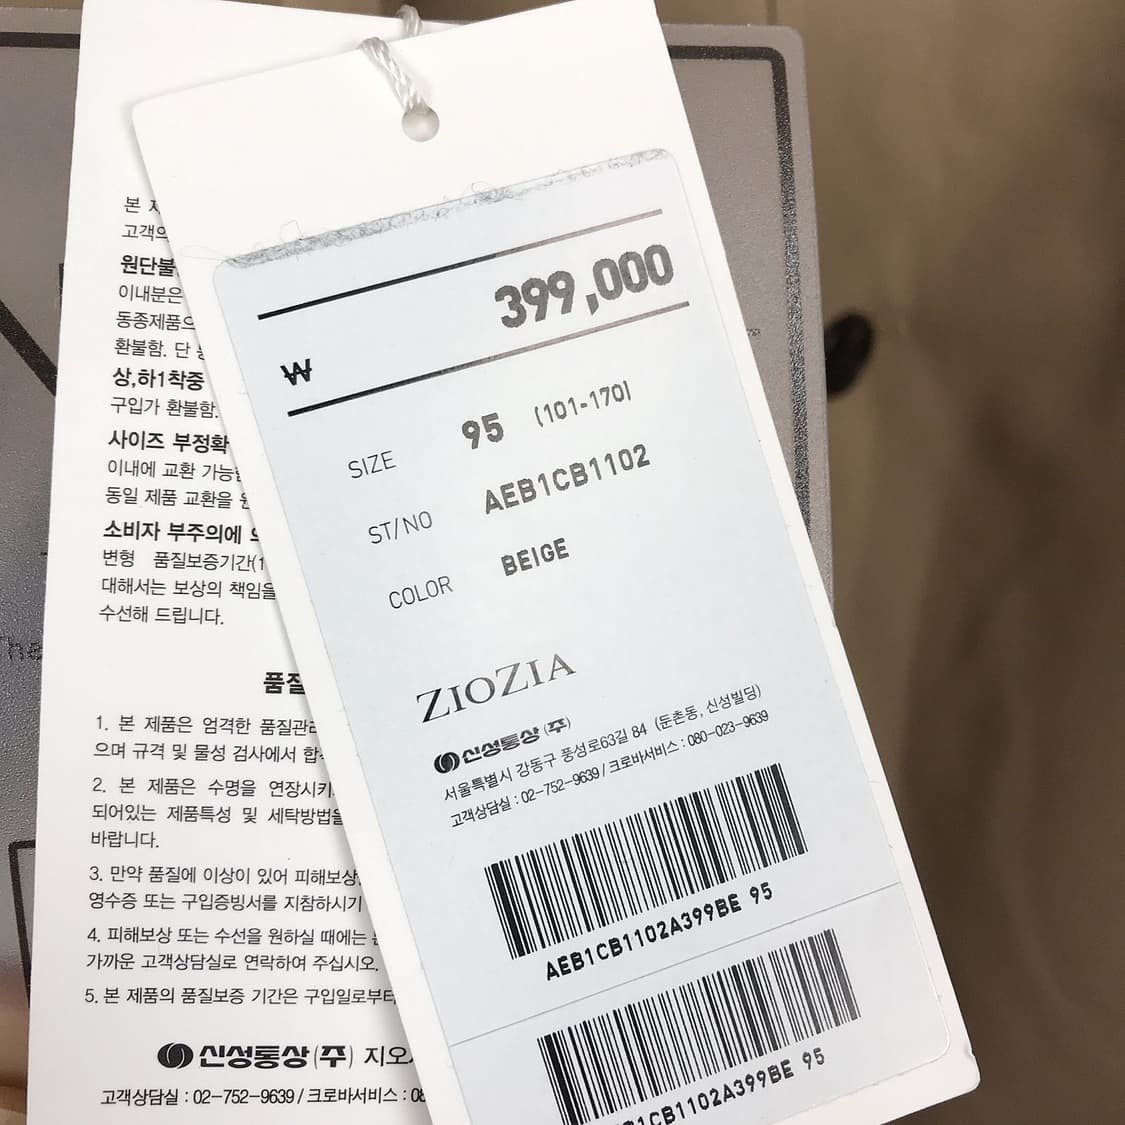 399,000
₩
SIZE 95 (101-170)
ST/NO AEB1CB1102
COLOR BEIGE
ZIOZIA
신성통상(주)
서울특별시 강동구 풍성로63길 84 (둔촌동, 신성빌딩)
고객상담실 : 02-752-9639 / 크로바서비스 : 080-023-9639
AEB1CB1102A399BE 95
1CB1102A399BE 95
본
고객의
원단불
이내분은
동종제품으
환불함. 단
상,하1착중
구입가 환불함.
사이즈 부정확
이내에 교환 가능
동일 제품 교환을
소비자 부주의에
변형 품질보증기간(1
대해서는 보상의 책임을
수선해 드립니다.
품질
1. 본 제품은 엄격한 품질관리
으며 규격 및 물성 검사에서 합
2. 본 제품은 수명을 연장시키
되어있는 제품특성 및 세탁방법을
바랍니다.
3. 만약 품질에 이상이 있어 피해보상
영수증 또는 구입증빙서를 지참하시기
4. 피해보상 또는 수선을 원하실 때에는
가까운 고객상담실로 연락하여 주십시오.
5. 본 제품의 품질보증 기간은 구입일로부터
신성통상(주) 지오
고객상담실 : 02-752-9639 / 크로바서비스 : 08